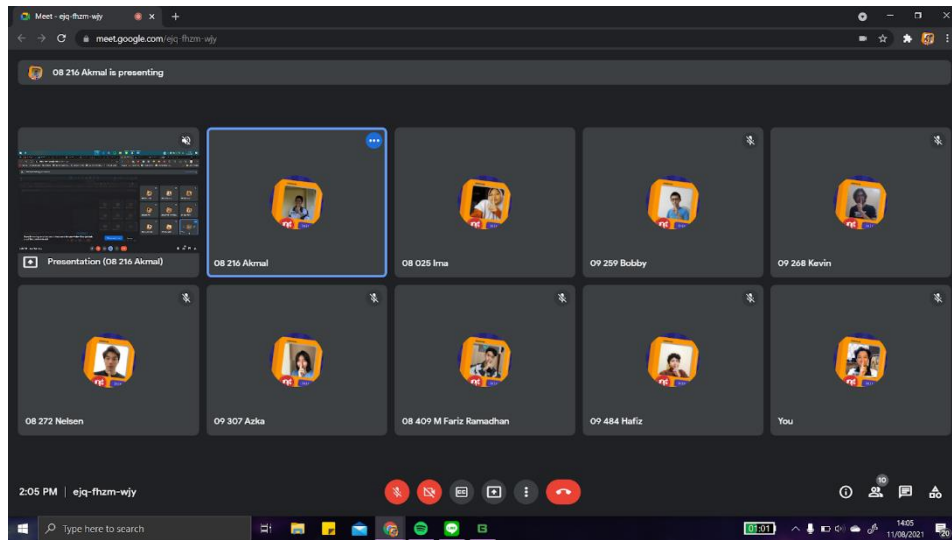 Meet - ejq-fhzm-wjy
meet.google.com/ejq-fhzm-wjy
08 216 Akmal is presenting
Presentation (08 216 Akmal)
08 216 Akmal
08 025 Ima
09 259 Bobby
09 268 Kevin
08 272 Nelsen
09 307 Azka
08 409 M Fariz Ramadhan
09 484 Hafiz
You
2:05 PM | ejq-fhzm-wjy
CC
10
Type here to search
01:01
14:05
11/08/2021
20